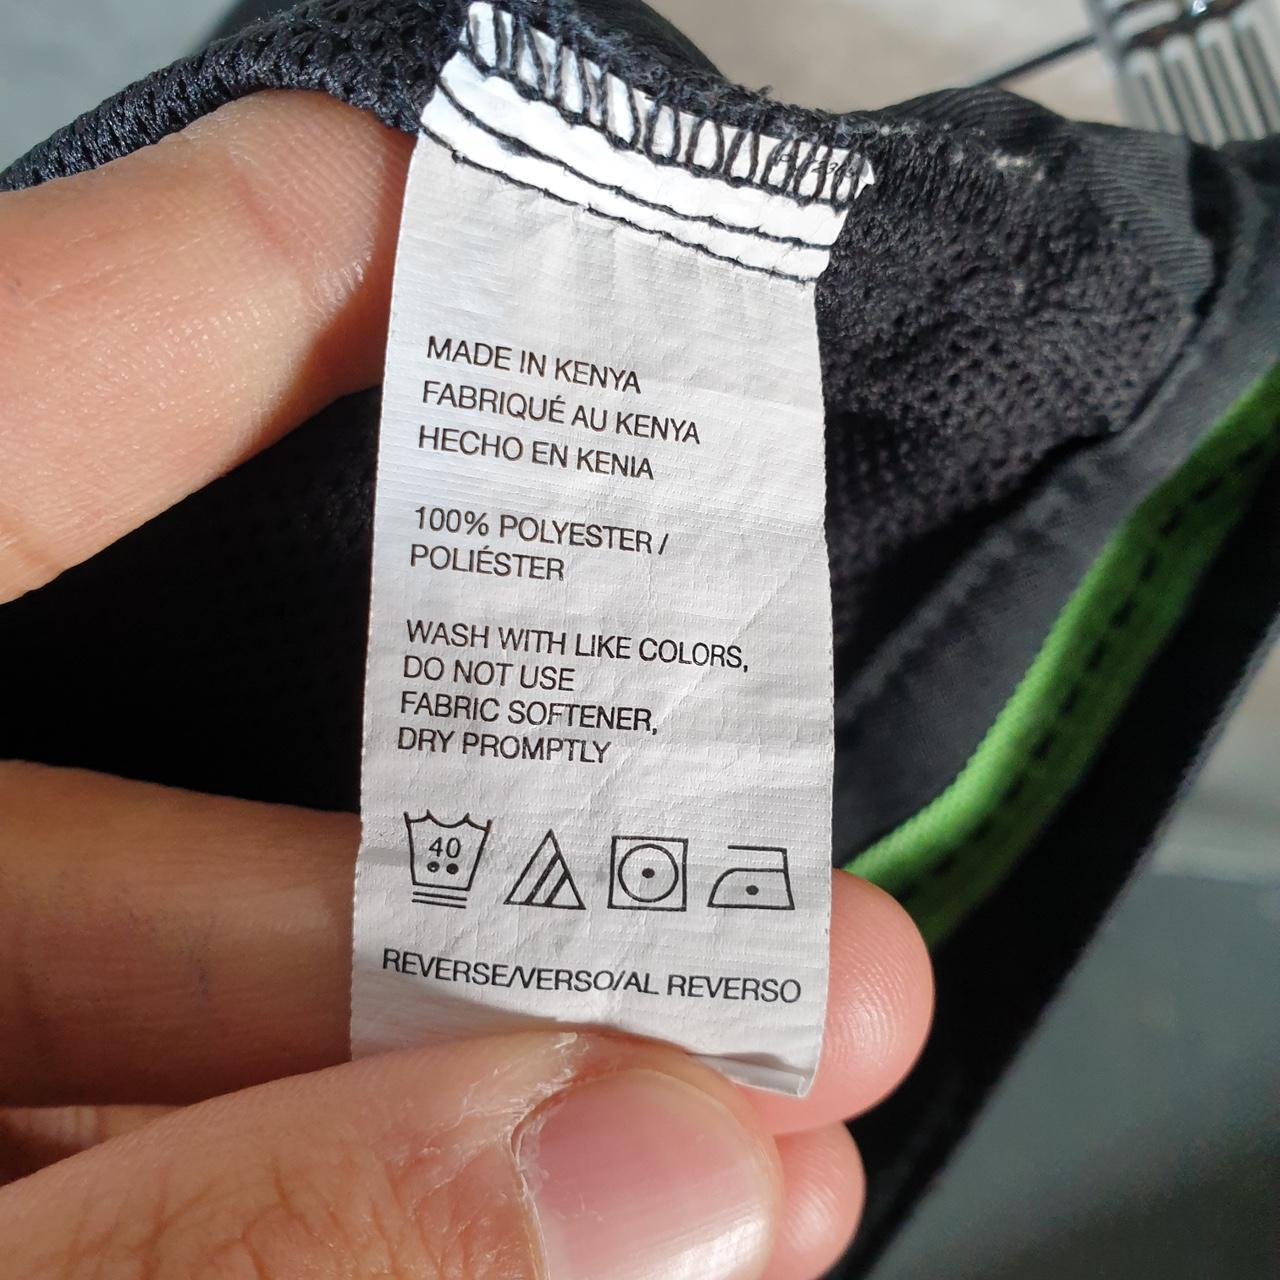 MADE IN KENYA
FABRIQUÉ AU KENYA
HECHO EN KENIA
100% POLYESTER /
POLIÉSTER
WASH WITH LIKE COLORS,
DO NOT USE
FABRIC SOFTENER,
DRY PROMPTLY
40
REVERSE/VERSO/AL REVERSO